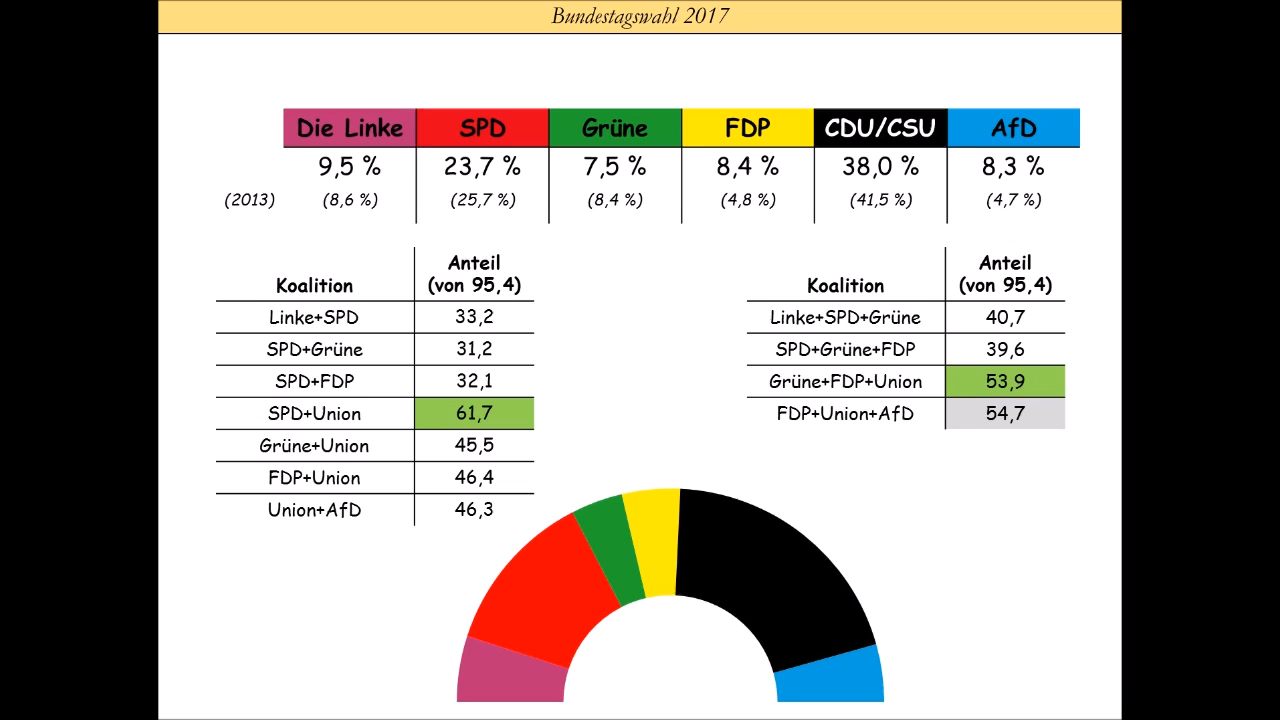 Bundestagswahl 2017
Die Linke SPD Grüne FDP CDU/CSU AfD
9,5 % 23,7 % 7,5 % 8,4 % 38,0 % 8,3 %
(2013) (8,6 %) (25,7 %) (8,4 %) (4,8 %) (41,5 %) (4,7 %)
Koalition Anteil
(von 95,4)
Linke+SPD 33,2
SPD+Grüne 31,2
SPD+FDP 32,1
SPD+Union 61,7
Grüne+Union 45,5
FDP+Union 46,4
Union+AfD 46,3
Koalition Anteil
(von 95,4)
Linke+SPD+Grüne 40,7
SPD+Grüne+FDP 39,6
Grüne+FDP+Union 53,9
FDP+Union+AfD 54,7